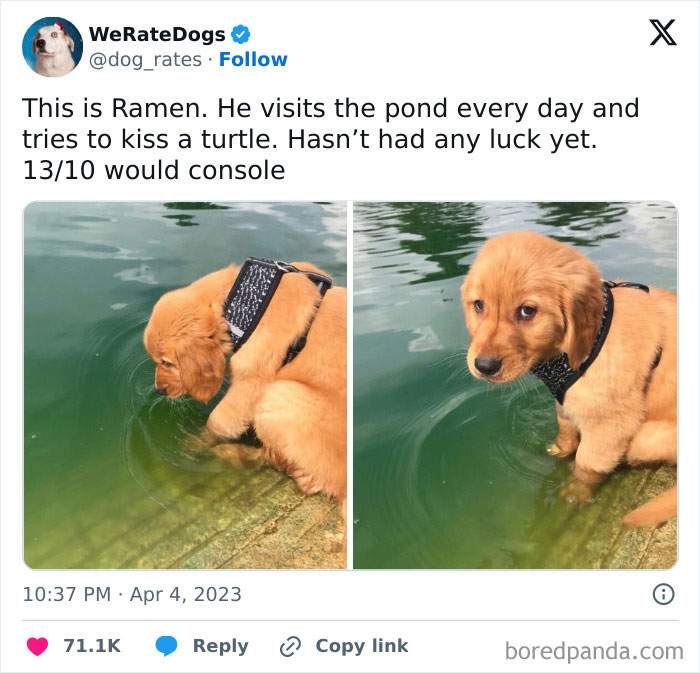 WeRateDogs
@dog_rates · Follow
This is Ramen. He visits the pond every day and
tries to kiss a turtle. Hasn’t had any luck yet.
13/10 would console
10:37 PM · Apr 4, 2023
71.1K Reply Copy link
boredpanda.com